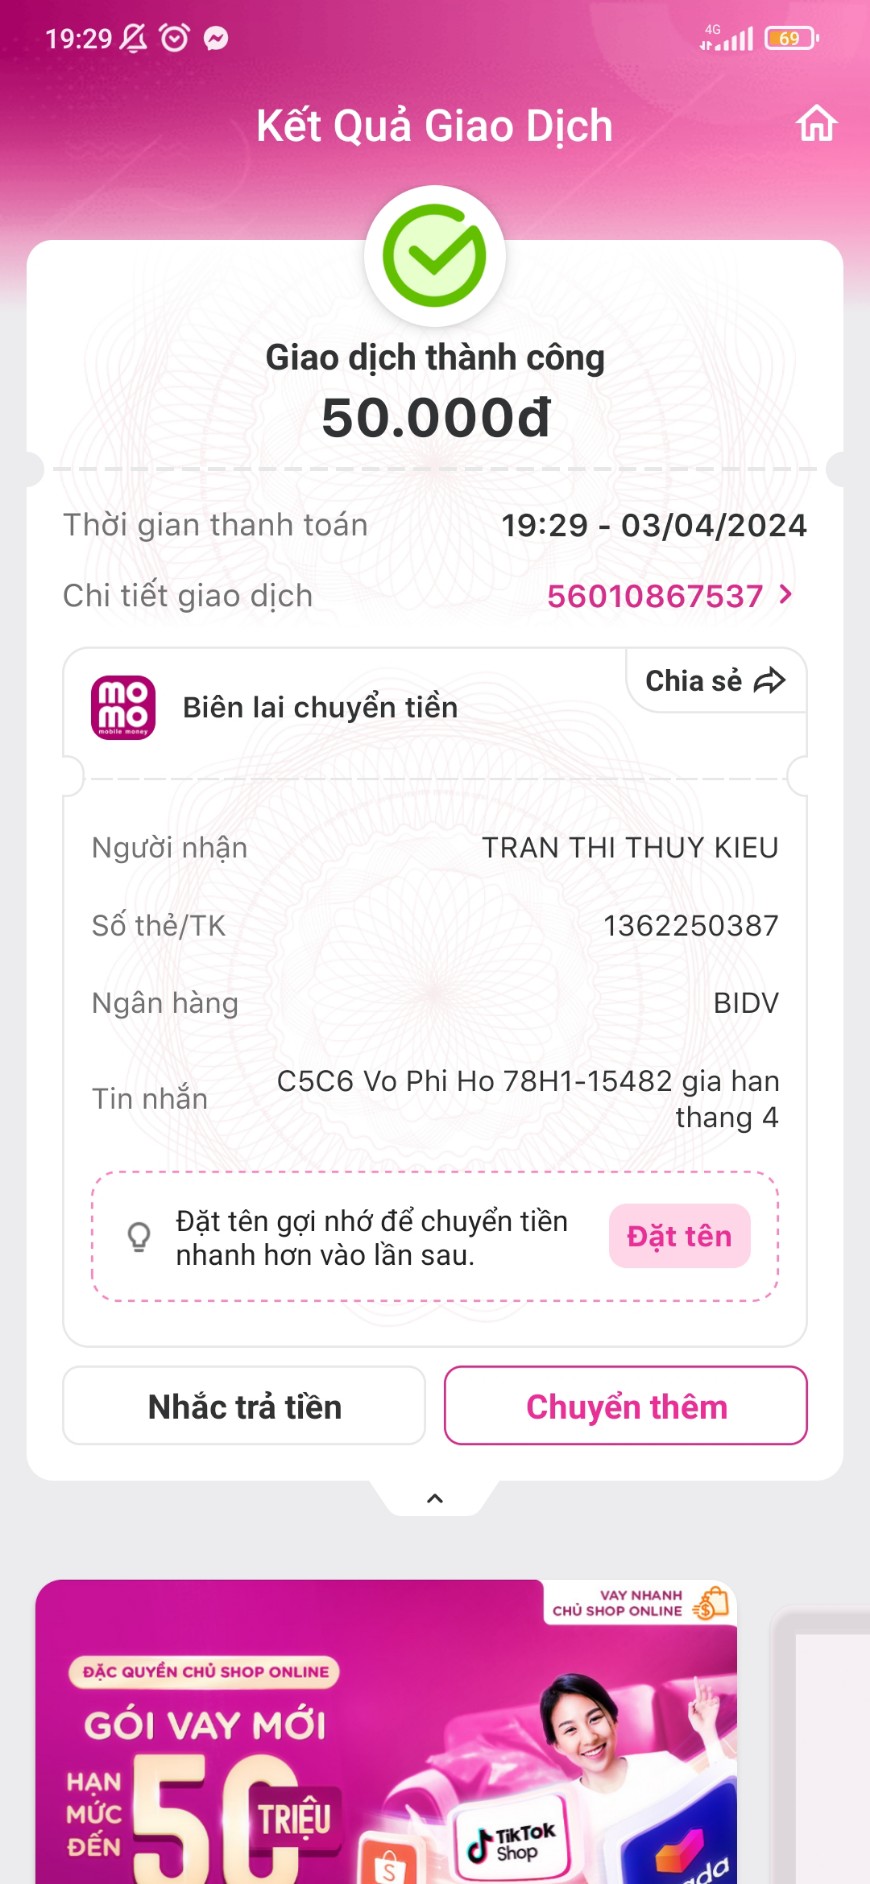 19:29
4G
69
Kết Quả Giao Dịch
Giao dịch thành công
50.000đ
Thời gian thanh toán
19:29 - 03/04/2024
Chi tiết giao dịch
56010867537
mo
mo
mobile money
Biên lai chuyển tiền
Chia sẻ
Người nhận
TRAN THI THUY KIEU
Số thẻ/TK
1362250387
Ngân hàng
BIDV
Tin nhắn
C5C6 Vo Phi Ho 78H1-15482 gia han
thang 4
Đặt tên gợi nhớ để chuyển tiền
nhanh hơn vào lần sau.
Đặt tên
Nhắc trả tiền
Chuyển thêm
VAY NHANH
CHỦ SHOP ONLINE
ĐẶC QUYỀN CHỦ SHOP ONLINE
GÓI VAY MỚI
HẠN
MỨC
ĐẾN
50
TRIỆU
TikTok
Shop